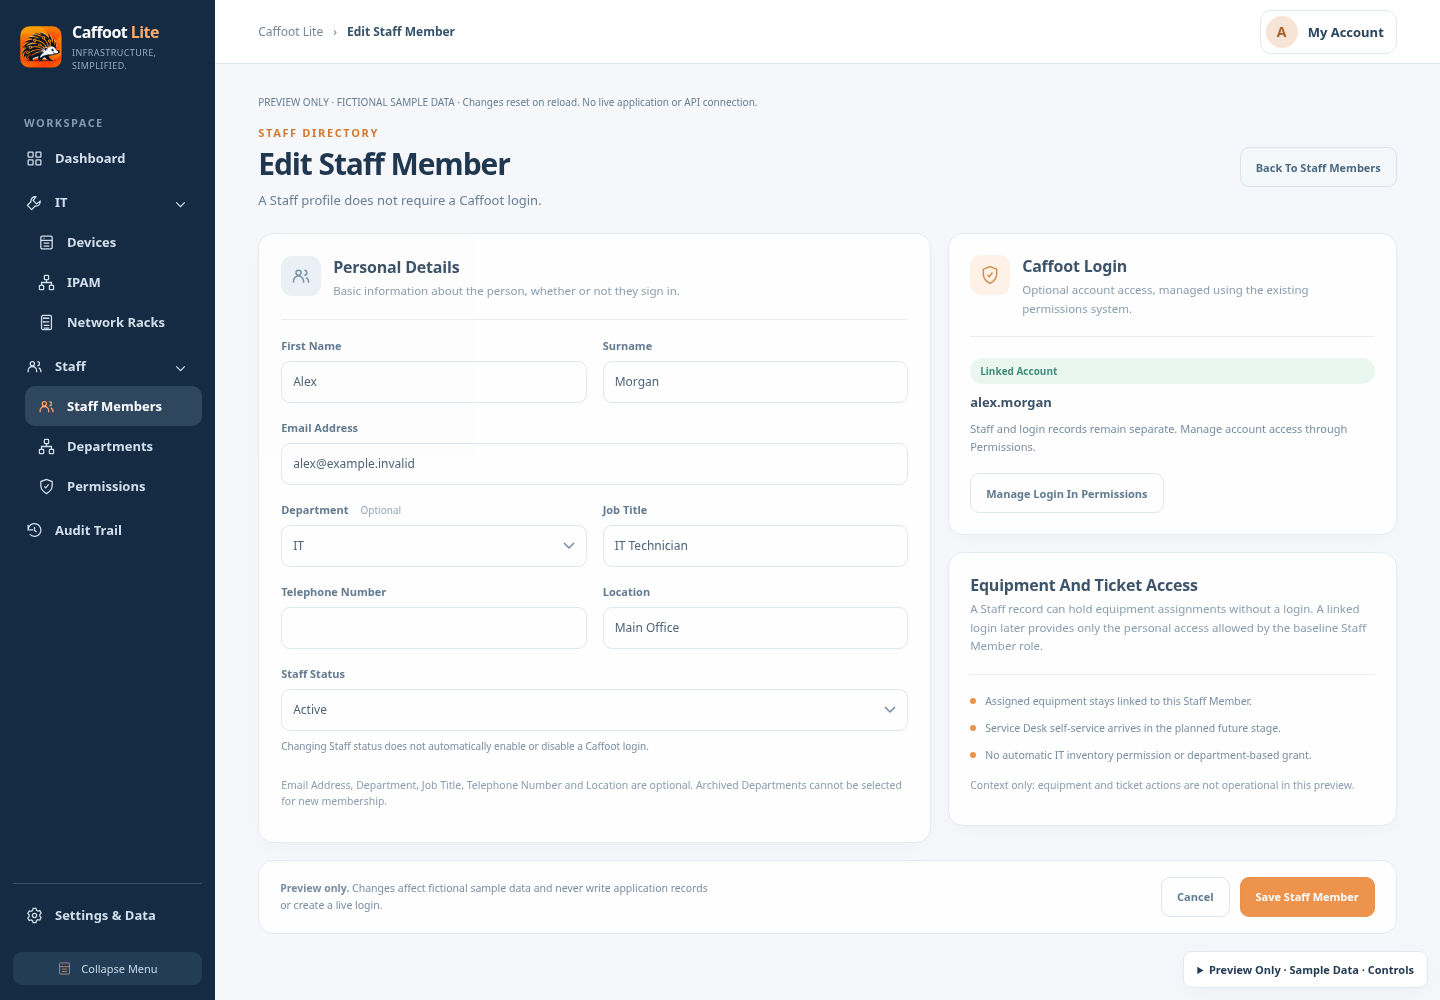 Caffoot Lite
INFRASTRUCTURE,
SIMPLIFIED.
WORKSPACE
Dashboard
IT
Devices
IPAM
Network Racks
Staff
Staff Members
Departments
Permissions
Audit Trail
Settings & Data
Collapse Menu
Caffoot Lite › Edit Staff Member
A My Account
PREVIEW ONLY · FICTIONAL SAMPLE DATA · Changes reset on reload. No live application or API connection.
STAFF DIRECTORY
Edit Staff Member
A Staff profile does not require a Caffoot login.
Back To Staff Members
Personal Details
Basic information about the person, whether or not they sign in.
First Name
Alex
Surname
Morgan
Email Address
alex@example.invalid
Department Optional
IT
Job Title
IT Technician
Telephone Number
Location
Main Office
Staff Status
Active
Changing Staff status does not automatically enable or disable a Caffoot login.
Email Address, Department, Job Title, Telephone Number and Location are optional. Archived Departments cannot be selected
for new membership.
Caffoot Login
Optional account access, managed using the existing
permissions system.
Linked Account
alex.morgan
Staff and login records remain separate. Manage account access through
Permissions.
Manage Login In Permissions
Equipment And Ticket Access
A Staff record can hold equipment assignments without a login. A linked
login later provides only the personal access allowed by the baseline Staff
Member role.
Assigned equipment stays linked to this Staff Member.
Service Desk self-service arrives in the planned future stage.
No automatic IT inventory permission or department-based grant.
Context only: equipment and ticket actions are not operational in this preview.
Preview only. Changes affect fictional sample data and never write application records
or create a live login.
Cancel
Save Staff Member
Preview Only · Sample Data · Controls